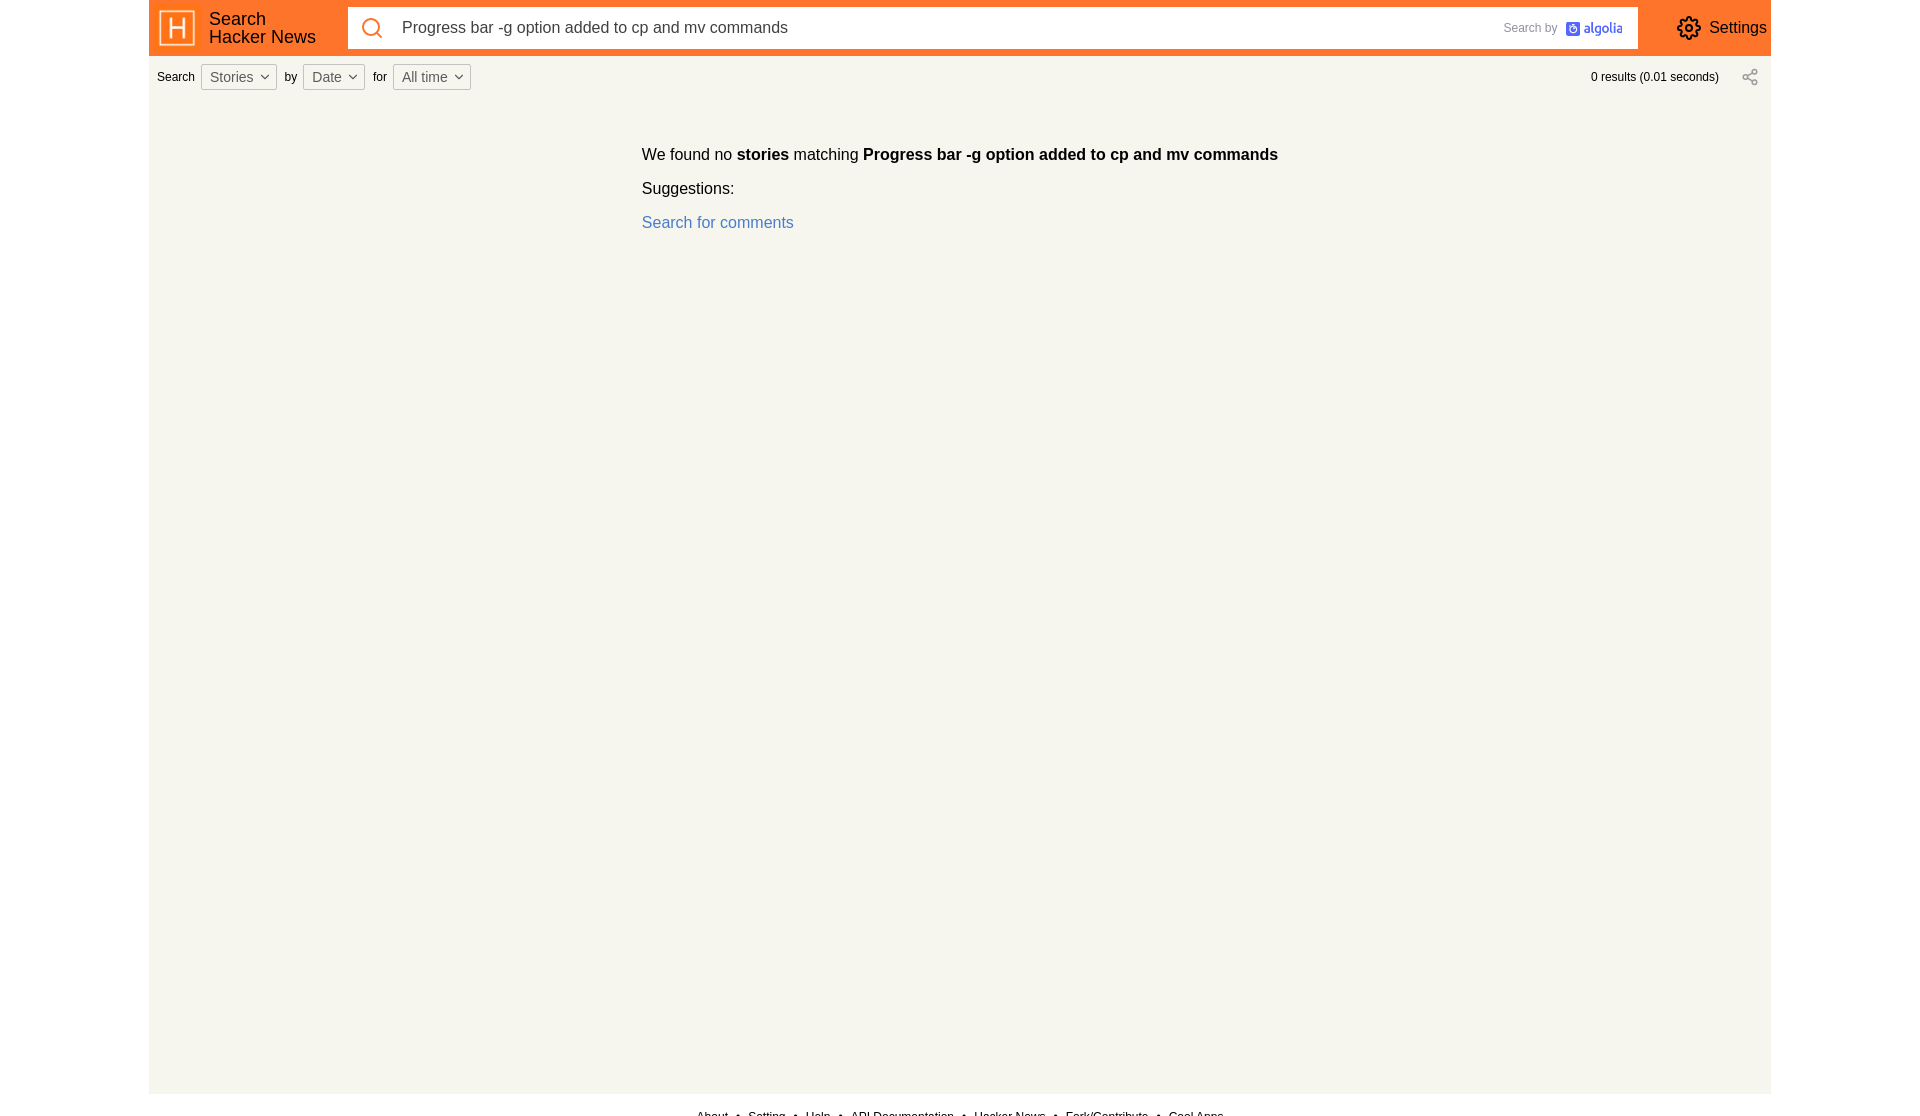 Search
Hacker News
Progress bar -g option added to cp and mv commands
Search by algolia
Settings
Search Stories by Date for All time
0 results (0.01 seconds)
We found no stories matching Progress bar -g option added to cp and mv commands
Suggestions:
Search for comments
About • Setting • Help • API Documentation • Hacker News • Fork/Contribute • Cool Apps